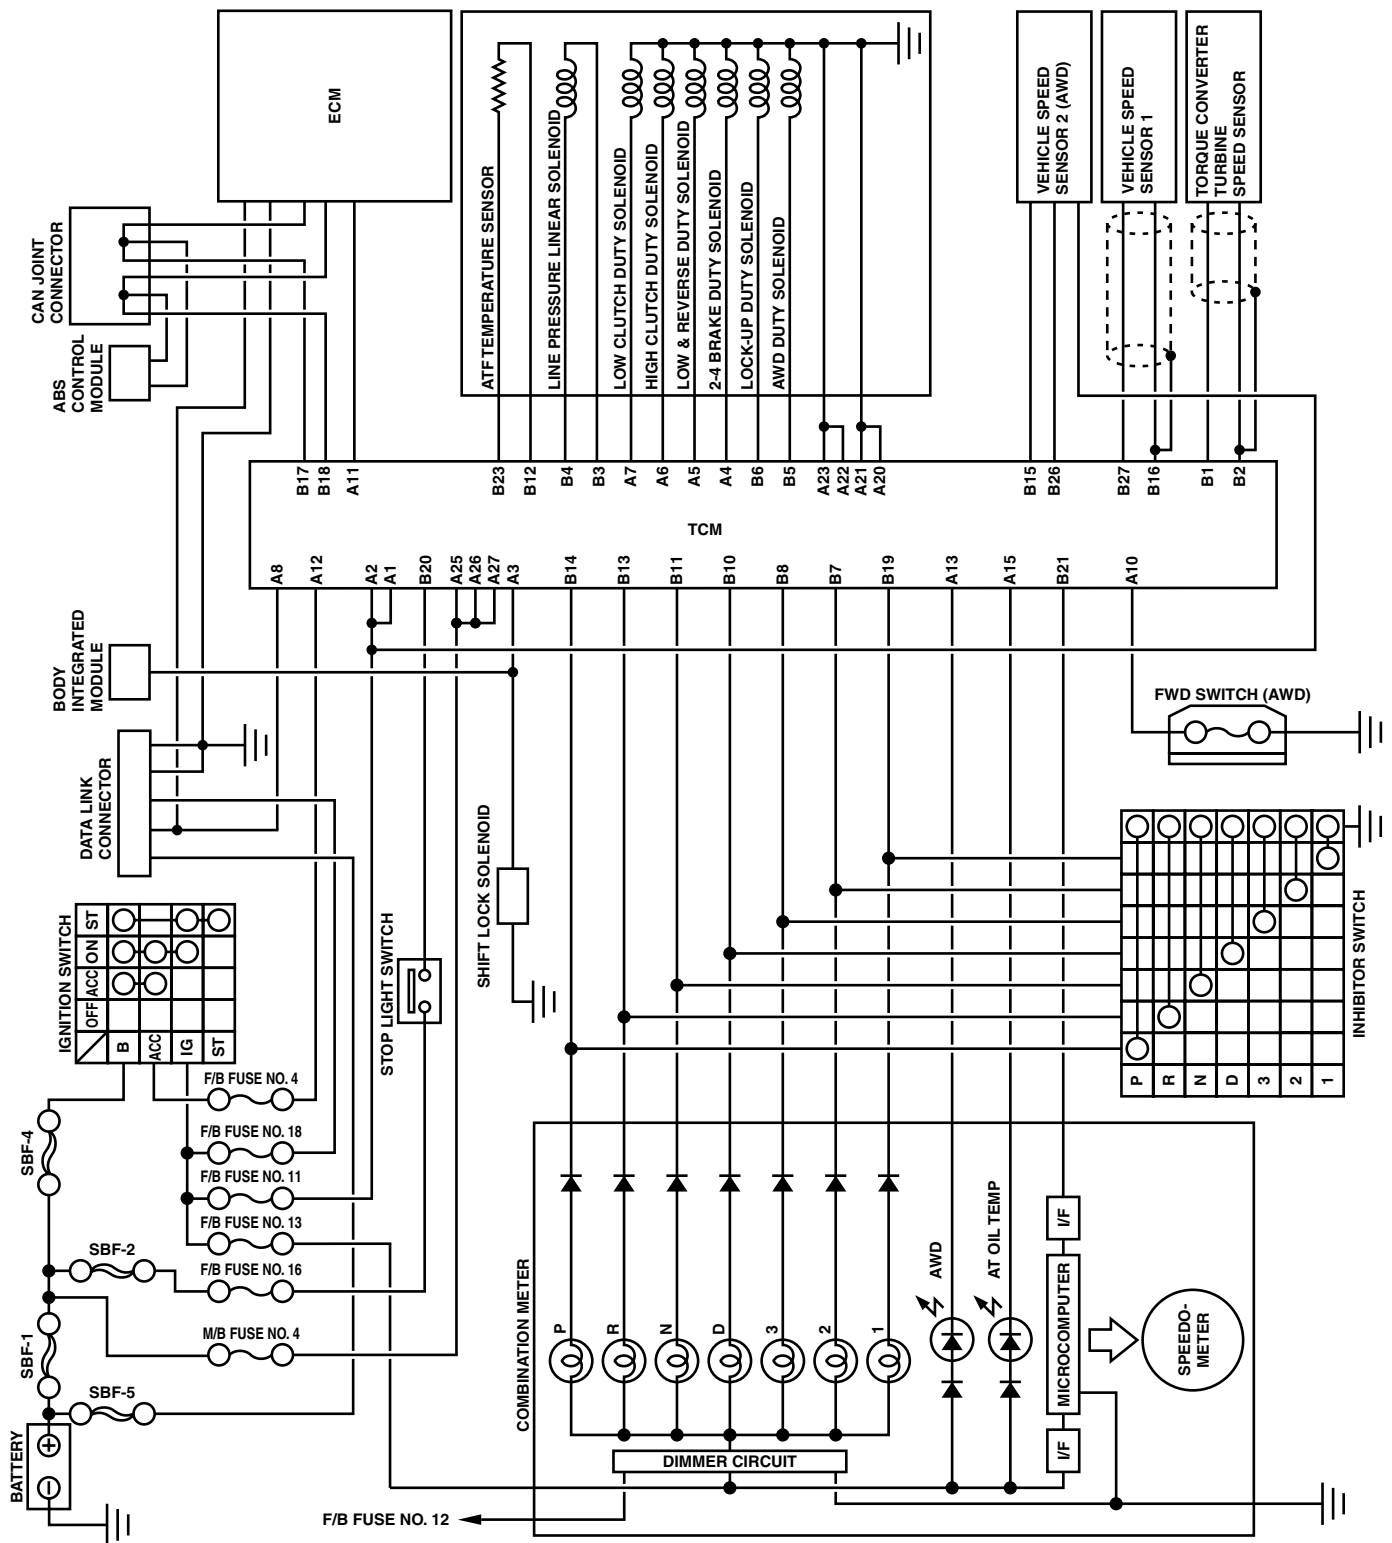 ECM
CAN JOINT
CONNECTOR
ABS
CONTROL
MODULE
ATF TEMPERATURE SENSOR
LINE PRESSURE LINEAR SOLENOID
LOW CLUTCH DUTY SOLENOID
HIGH CLUTCH DUTY SOLENOID
LOW & REVERSE DUTY SOLENOID
2-4 BRAKE DUTY SOLENOID
LOCK-UP DUTY SOLENOID
AWD DUTY SOLENOID
VEHICLE SPEED
SENSOR 2 (AWD)
VEHICLE SPEED
SENSOR 1
TORQUE CONVERTER
TURBINE
SPEED SENSOR
B17
B18
A11
B23
B12
B4
B3
A7
A6
A5
A4
B6
B5
A23
A22
A21
A20
B15
B26
B27
B16
B1
B2
TCM
A8
A12
A2
A1
B20
A25
A26
A27
A3
B14
B13
B11
B10
B8
B7
B19
A13
A15
B21
A10
BODY
INTEGRATED
MODULE
FWD SWITCH (AWD)
DATA LINK
CONNECTOR
SHIFT LOCK SOLENOID
STOP LIGHT SWITCH
IGNITION SWITCH
OFF
ACC
ON
ST
B
ACC
IG
ST
INHIBITOR SWITCH
P
R
N
D
3
2
1
F/B FUSE NO. 4
F/B FUSE NO. 18
F/B FUSE NO. 11
F/B FUSE NO. 13
F/B FUSE NO. 16
M/B FUSE NO. 4
SBF-4
SBF-2
SBF-1
SBF-5
BATTERY
COMBINATION METER
P
R
N
D
3
2
1
AWD
AT OIL TEMP
I/F
MICROCOMPUTER
I/F
SPEEDO-
METER
DIMMER CIRCUIT
F/B FUSE NO. 12